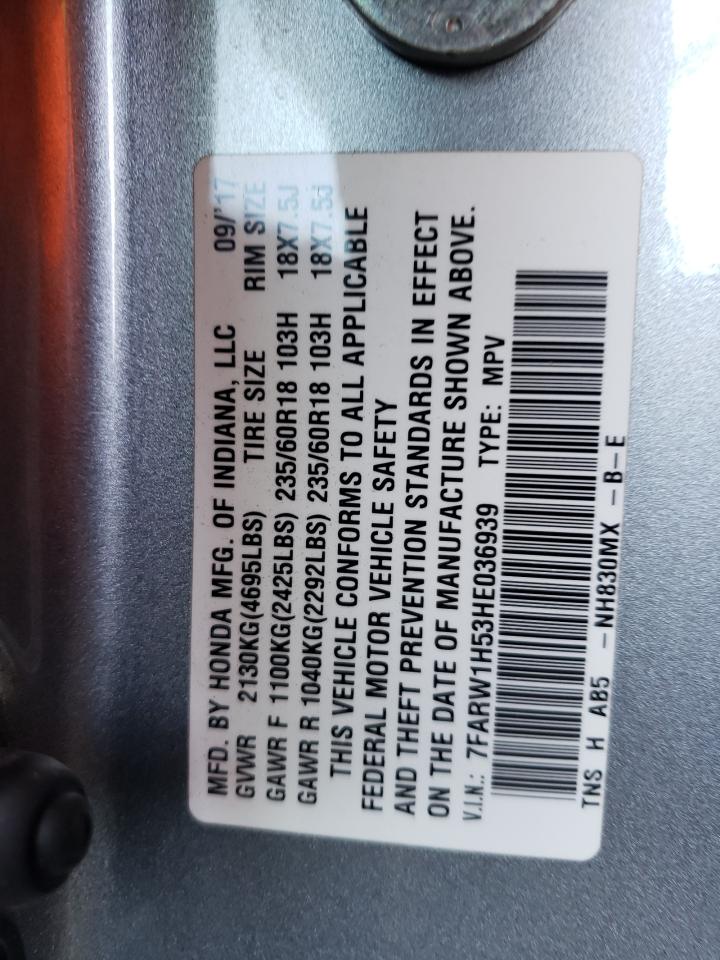 MFD. BY HONDA MFG. OF INDIANA, LLC 09/'17
GVWR 2130KG(4695LBS) TIRE SIZE RIM SIZE
GAWR F 1100KG(2425LBS) 235/60R18 103H 18X7.5J
GAWR R 1040KG(2292LBS) 235/60R18 103H 18X7.5J
THIS VEHICLE CONFORMS TO ALL APPLICABLE
FEDERAL MOTOR VEHICLE SAFETY
AND THEFT PREVENTION STANDARDS IN EFFECT
ON THE DATE OF MANUFACTURE SHOWN ABOVE.
V.I.N.: 7FARW1H53HE036939 TYPE: MPV
TNS H AB5 -NH830MX -B-E